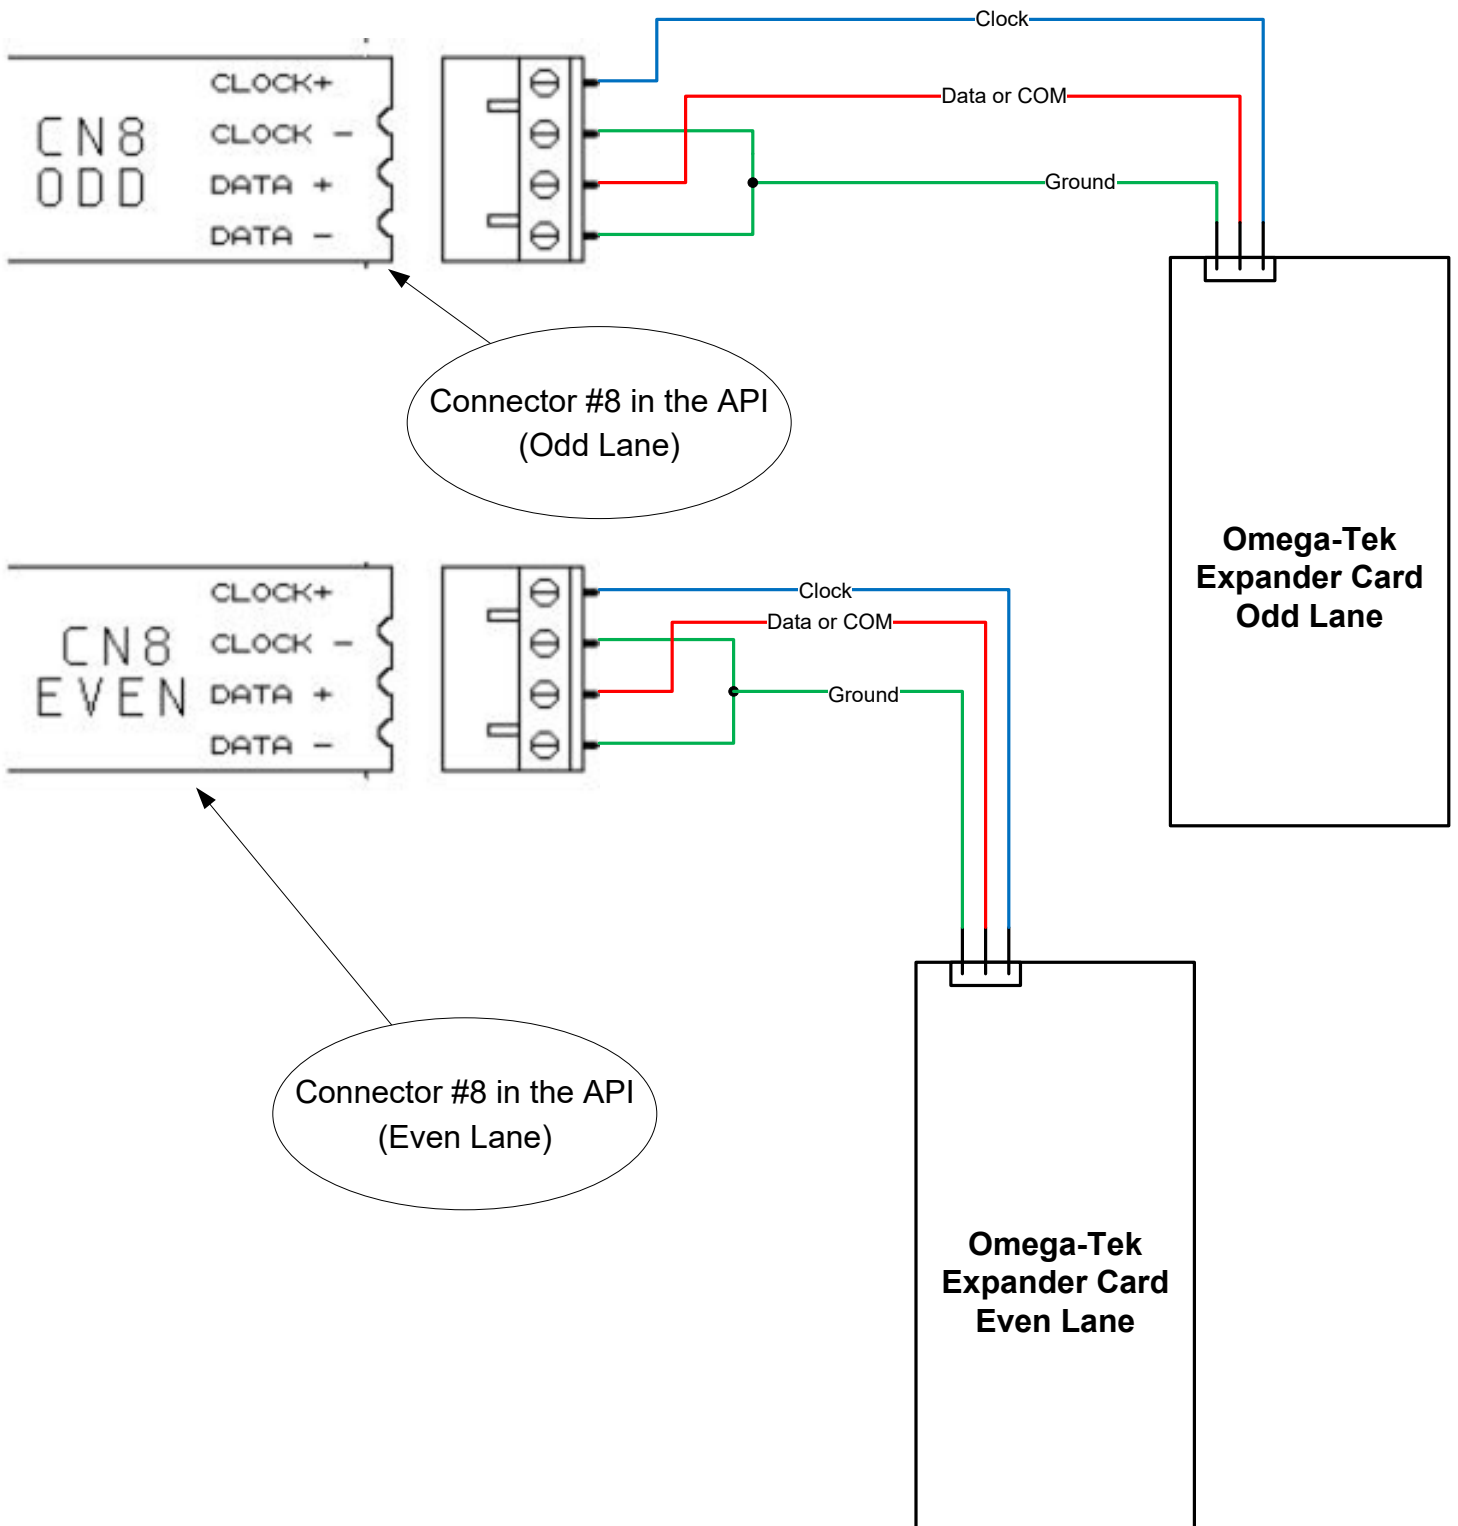 Clock
CLOCK+
Data or COM
CN8
CLOCK -
ODD
DATA +
Ground
DATA -
Connector #8 in the API
(Odd Lane)
Omega-Tek
Expander Card
Odd Lane
CLOCK+
Clock
Data or COM
CN8
CLOCK -
EVEN
DATA +
Ground
DATA -
Connector #8 in the API
(Even Lane)
Omega-Tek
Expander Card
Even Lane